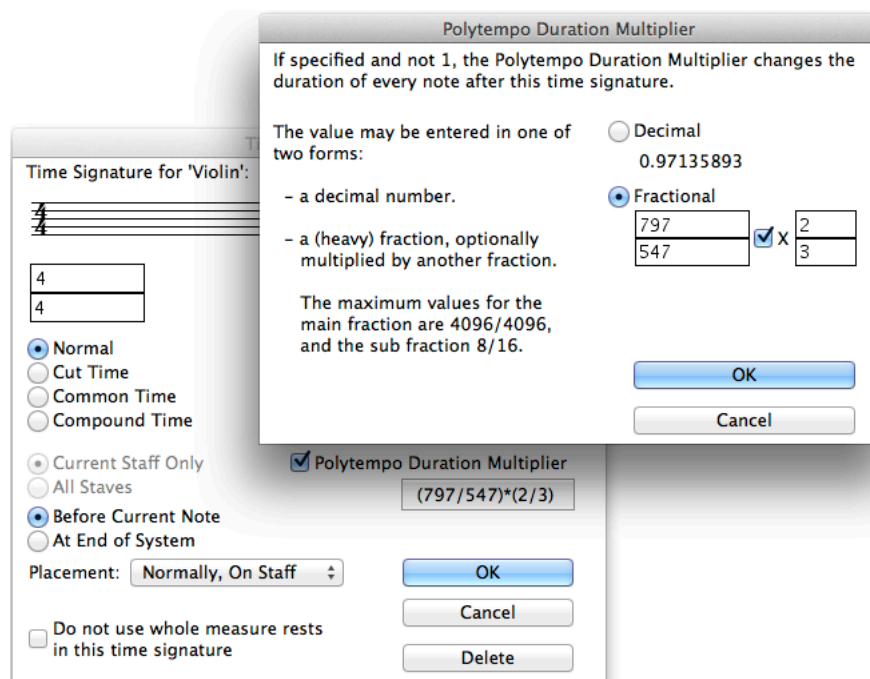 Polytempo Duration Multiplier
If specified and not 1, the Polytempo Duration Multiplier changes the
duration of every note after this time signature.
The value may be entered in one of
two forms:
– a decimal number.
– a (heavy) fraction, optionally
multiplied by another fraction.
The maximum values for the
main fraction are 4096/4096,
and the sub fraction 8/16.
Decimal
0.97135893
Fractional
797
547
X
2
3
OK
Cancel
Time Signature for 'Violin':
4
4
4
4
Normal
Cut Time
Common Time
Compound Time
Current Staff Only
All Staves
Before Current Note
At End of System
Placement: Normally, On Staff
Do not use whole measure rests
in this time signature
Polytempo Duration Multiplier
(797/547)*(2/3)
OK
Cancel
Delete